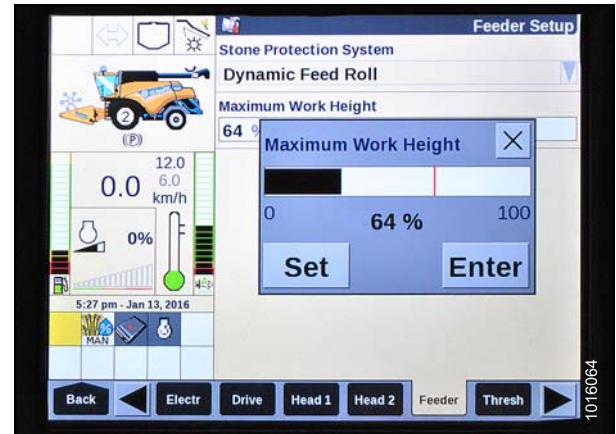 Feeder Setup
Stone Protection System
Dynamic Feed Roll
Maximum Work Height
64 %
Maximum Work Height
0
64 %
100
Set
Enter
2
(P)
0.0
12.0
6.0
km/h
0%
5:27 pm - Jan 13, 2016
MAN
Back
Electr
Drive
Head 1
Head 2
Feeder
Thresh
1016064